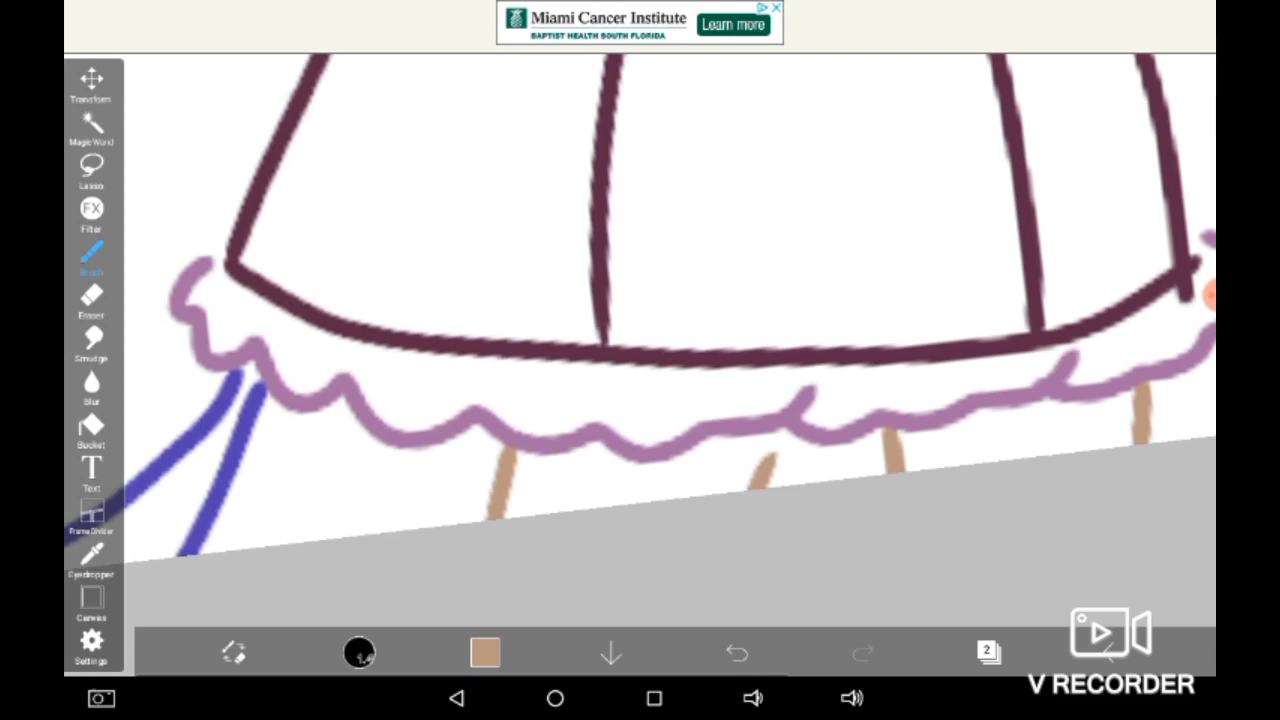 Miami Cancer Institute
BAPTIST HEALTH SOUTH FLORIDA
Learn more
Transform
Magic Wand
Lasso
FX
Filter
Brush
Eraser
Smudge
Blur
Bucket
T
Text
Frame Divider
Eyedropper
Canvas
Settings
2
V RECORDER